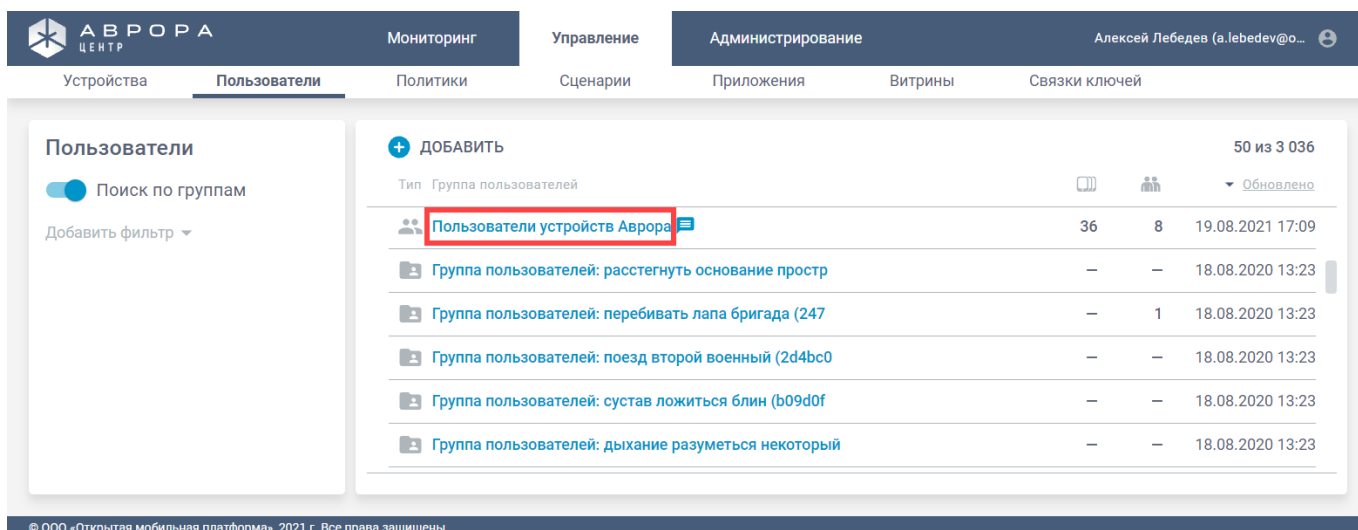 АВРОРА
ЦЕНТР
Мониторинг Управление Администрирование Алексей Лебедев (a.lebedev@o...
Устройства Пользователи Политики Сценарии Приложения Витрины Связки ключей
Пользователи
Поиск по группам
Добавить фильтр
ДОБАВИТЬ 50 из 3 036
Тип Группа пользователей Обновлено
Пользователи устройств Аврора 36 8 19.08.2021 17:09
Группа пользователей: расстегнуть основание простр – – 18.08.2020 13:23
Группа пользователей: перебивать лапа бригада (247 – 1 18.08.2020 13:23
Группа пользователей: поезд второй военный (2d4bc0 – – 18.08.2020 13:23
Группа пользователей: сустав ложиться блин (b09d0f – – 18.08.2020 13:23
Группа пользователей: дыхание разуметься некоторый – – 18.08.2020 13:23
© ООО «Открытая мобильная платформа», 2021 г. Все права защищены